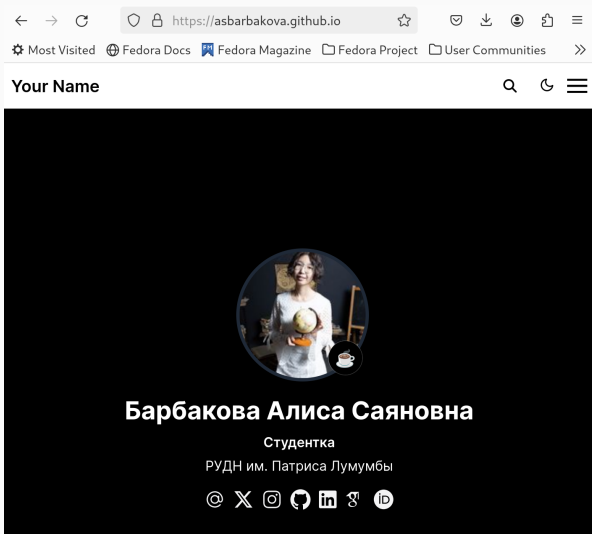 https://asbarbakova.github.io
Most Visited Fedora Docs Fedora Magazine Fedora Project User Communities
Your Name
Барбакова Алиса Саяновна
Студентка
РУДН им. Патриса Лумумбы